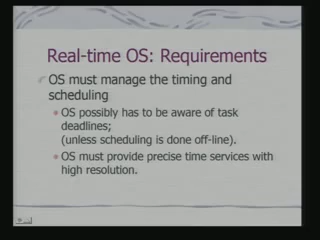 Real-time OS: Requirements
OS must manage the timing and
scheduling
OS possibly has to be aware of task
deadlines;
(unless scheduling is done off-line).
OS must provide precise time services with
high resolution.